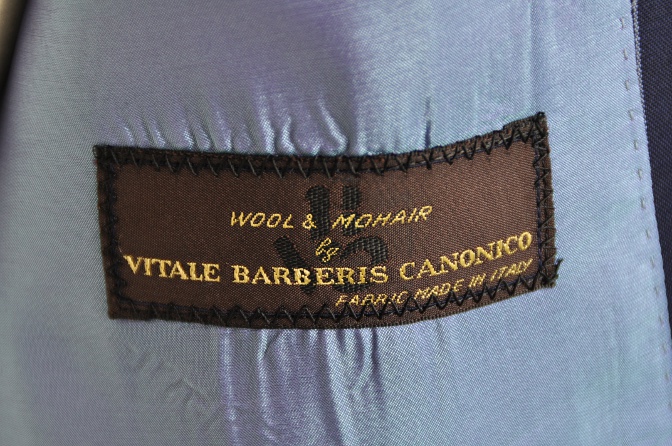 WOOL & MOHAIR
by
VITALE BARBERIS CANONICO
FABRIC MADE IN ITALY